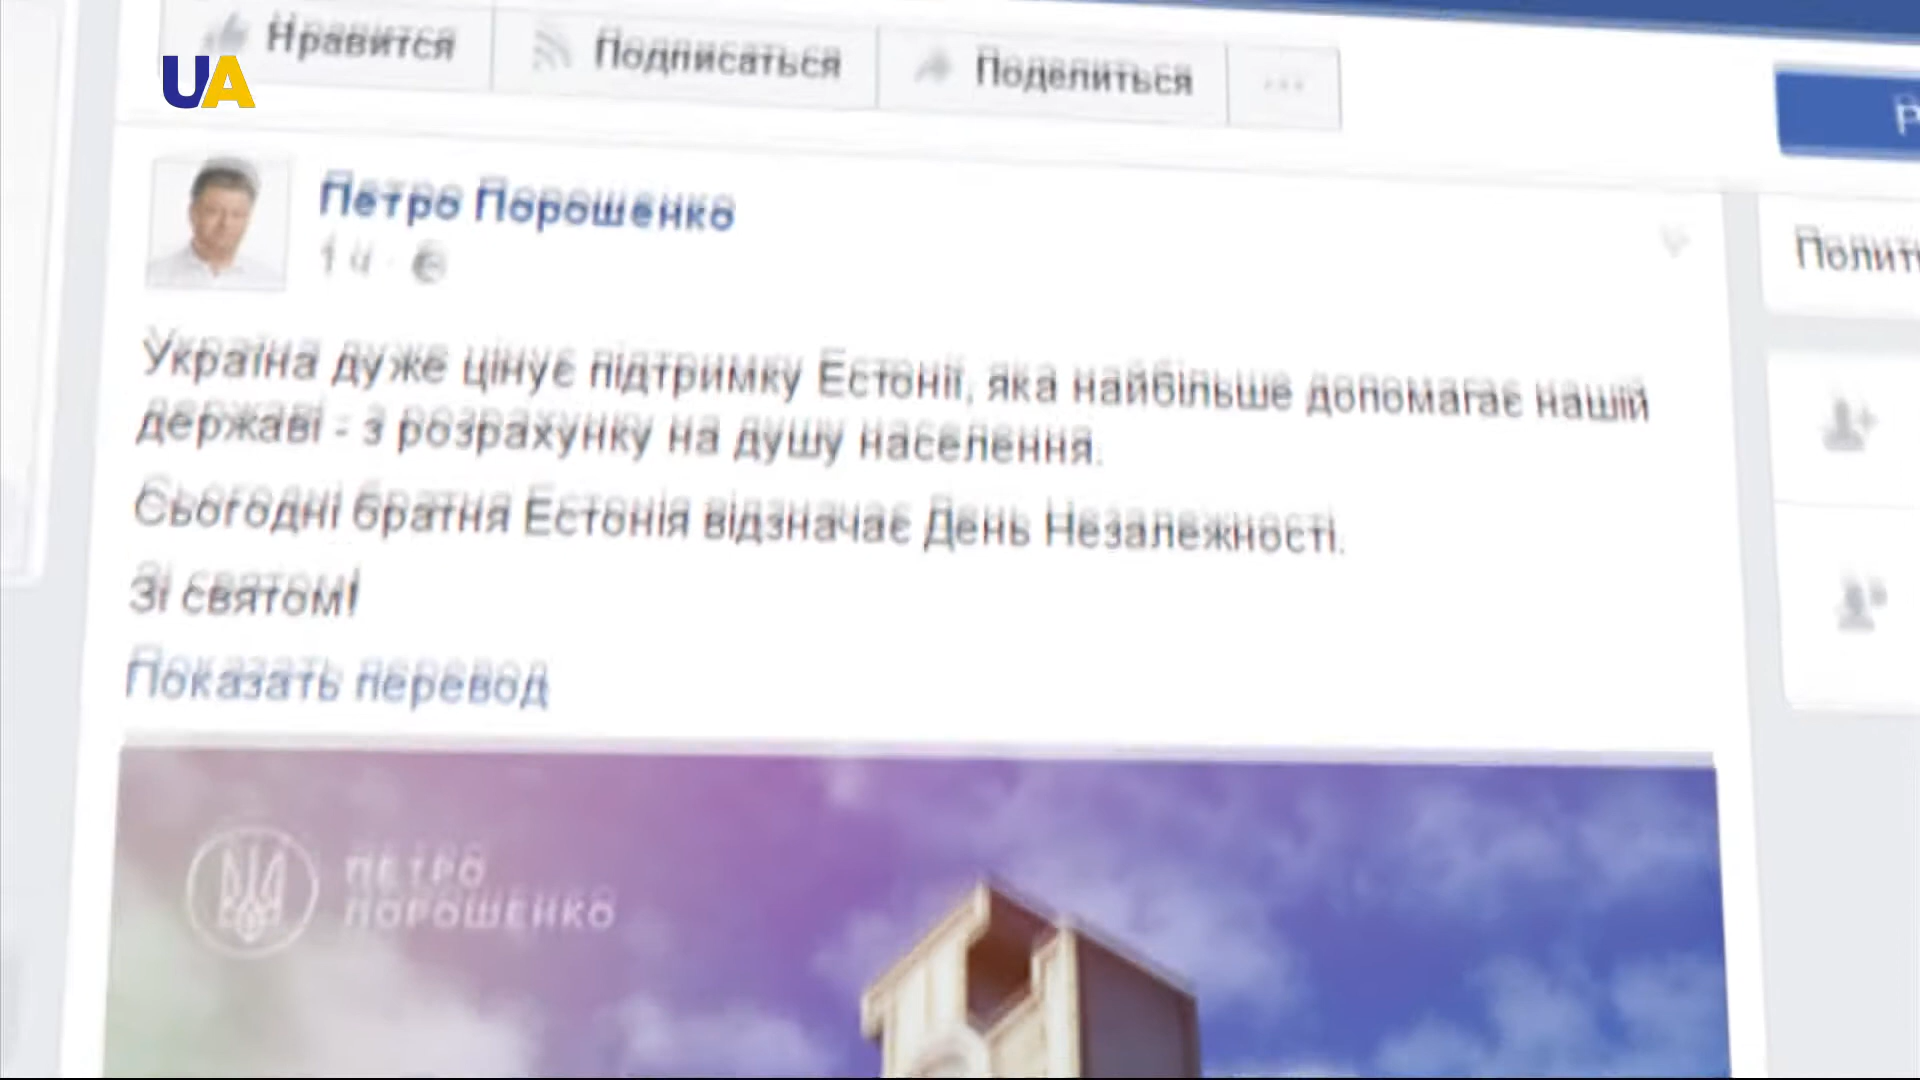 Нравится
Подписаться
Поделиться
UA
Петро Порошенко
1 ч
Україна дуже цінує підтримку Естонії, яка найбільше допомагає нашій
державі - з розрахунку на душу населення.
Сьогодні братня Естонія відзначає День Незалежності.
Зі святом!
Показать перевод
ПЕТРО
ПОРОШЕНКО